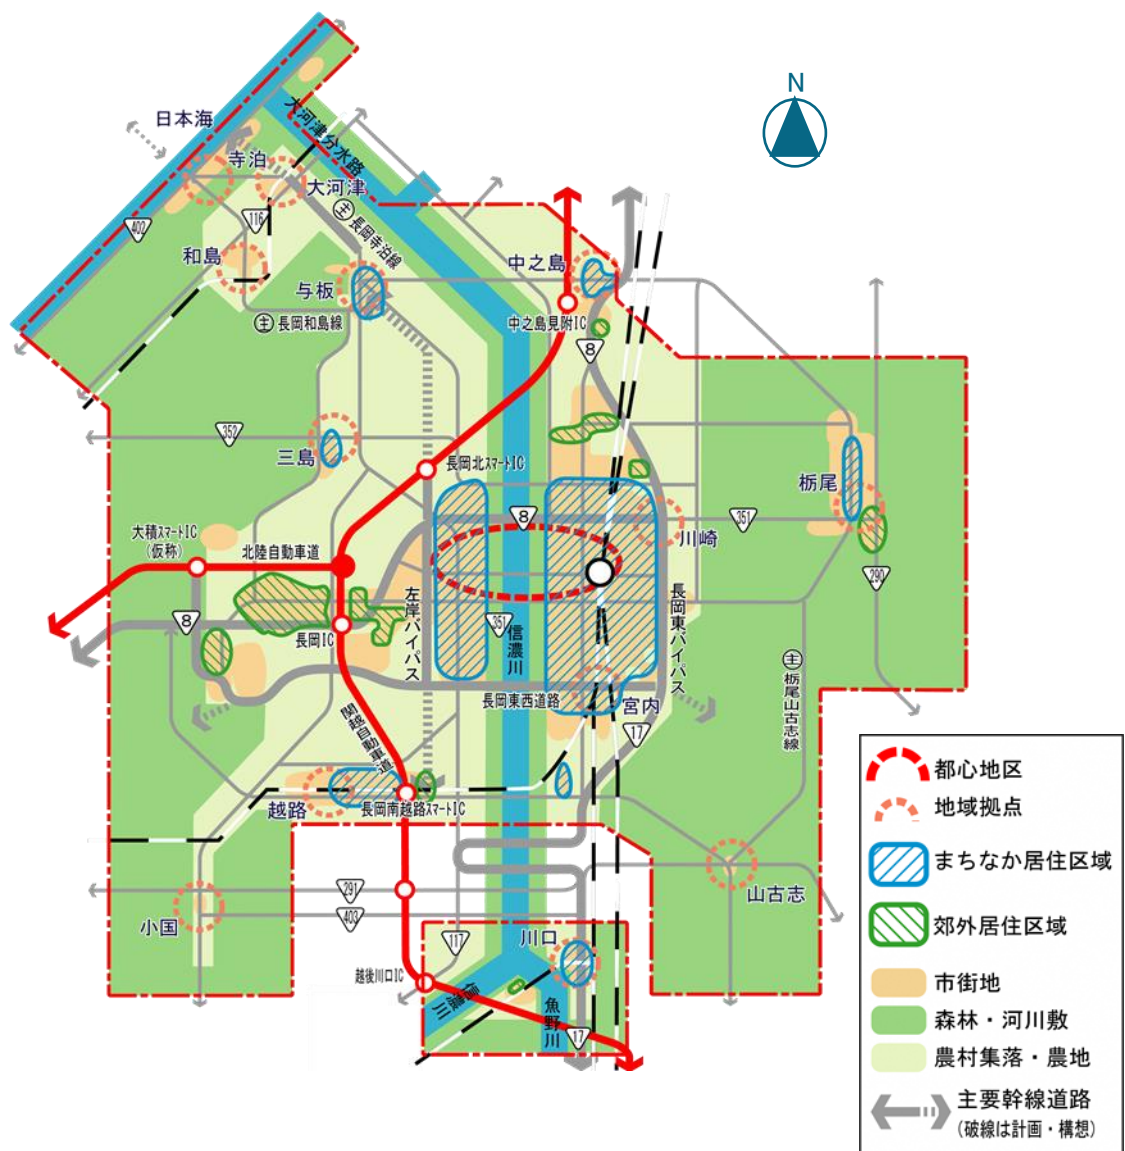 N
日本海
大河津分水路
寺泊
大河津
402
116
主 長岡寺泊線
和島
与板
中之島
主 長岡和島線
中之島見附IC
8
352
三島
長岡北スマートIC
栃尾
8
351
川崎
大積スマートIC
(仮称)
北陸自動車道
290
左岸バイパス
長岡東バイパス
8
長岡IC
351
信濃川
主 栃尾山古志線
長岡東西道路
宮内
関越自動車道
17
越路
長岡南越路スマートIC
291
403
小国
山古志
117
川口
越後川口IC
信濃川
魚野川
17
都心地区
地域拠点
まちなか居住区域
郊外居住区域
市街地
森林・河川敷
農村集落・農地
主要幹線道路
(破線は計画・構想)